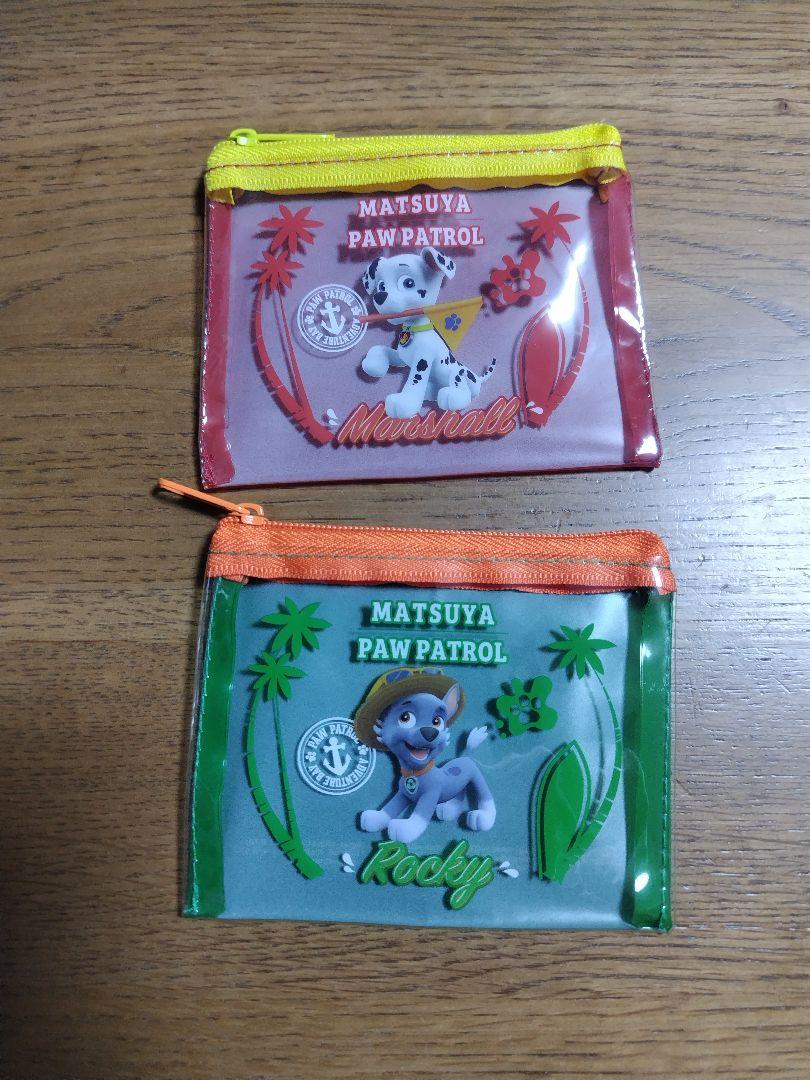 MATSUYA
PAW PATROL
PAW PATROL
ADVENTURE BAY
Marshall
MATSUYA
PAW PATROL
PAW PATROL
ADVENTURE BAY
Rocky